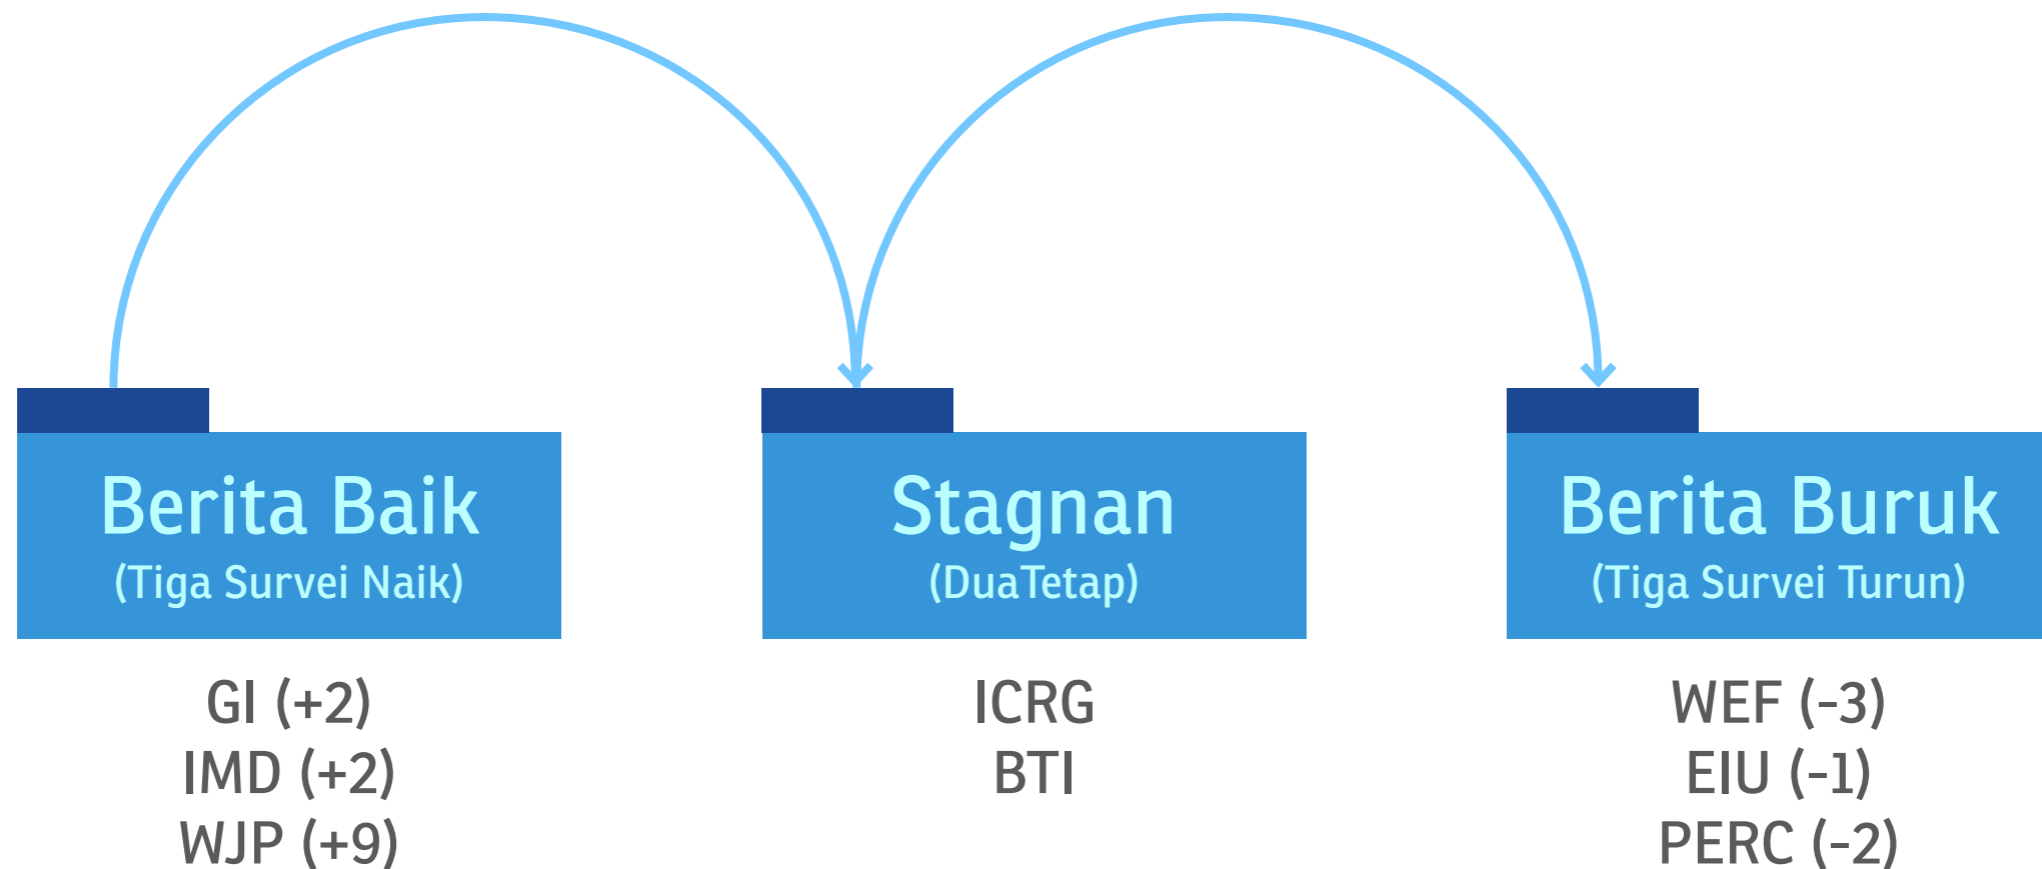 Berita Baik
(Tiga Survei Naik)
GI (+2)
IMD (+2)
WJP (+9)
Stagnan
(DuaTetap)
ICRG
BTI
Berita Buruk
(Tiga Survei Turun)
WEF (-3)
EIU (-1)
PERC (-2)